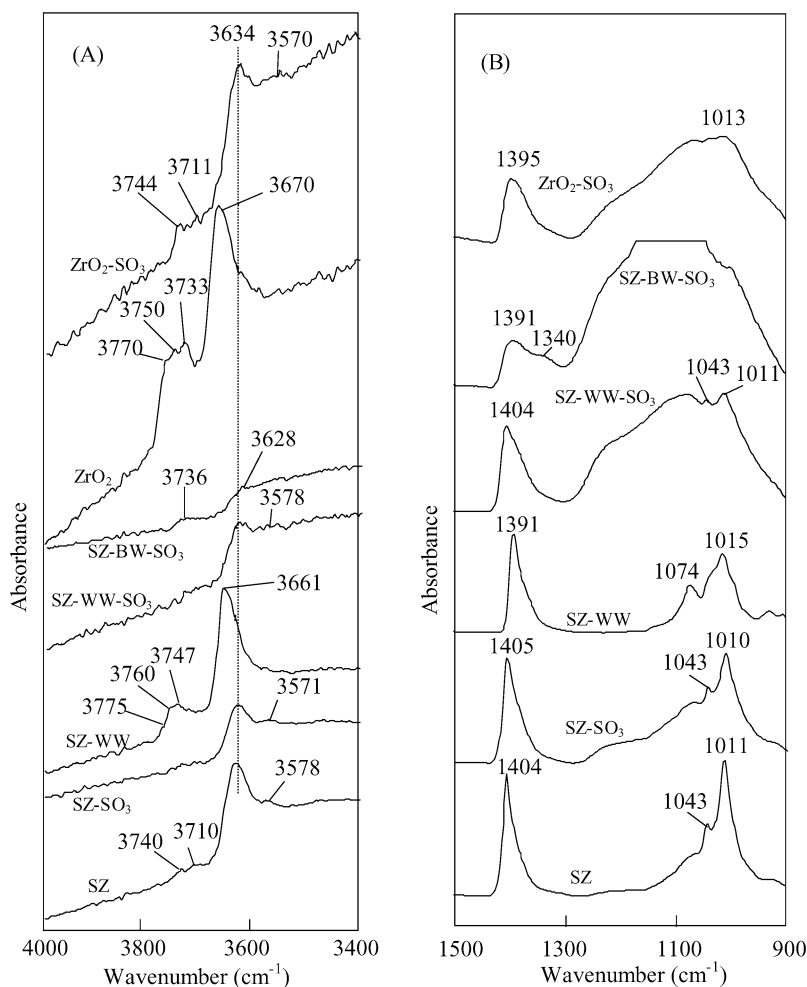 (A)
3634
3570
3744
3711
3670
ZrO2-SO3
3733
3750
3770
ZrO2
3628
3736
3578
SZ-BW-SO3
SZ-WW-SO3
3661
3747
3760
3775
3571
SZ-WW
SZ-SO3
3578
3710
3740
SZ
Absorbance
4000 3800 3600 3400
Wavenumber (cm-1)
(B)
1013
1395
ZrO2-SO3
SZ-BW-SO3
1391
1340
1043 1011
SZ-WW-SO3
1404
1391
1015
1074
SZ-WW
1405
1010
1043
SZ-SO3
1011
1404
1043
SZ
Absorbance
1500 1300 1100 900
Wavenumber (cm-1)